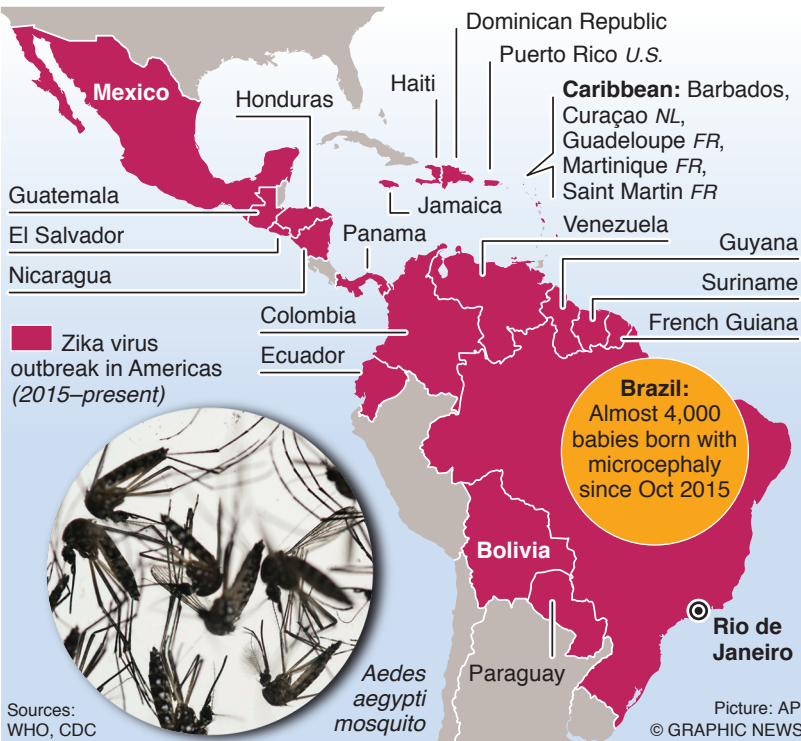 Dominican Republic
Puerto Rico U.S.
Mexico
Honduras
Haiti
Caribbean: Barbados,
Curaçao NL,
Guadeloupe FR,
Martinique FR,
Saint Martin FR
Guatemala
Jamaica
El Salvador
Panama
Venezuela
Guyana
Nicaragua
Suriname
Colombia
French Guiana
Ecuador
Zika virus
outbreak in Americas
(2015–present)
Brazil:
Almost 4,000
babies born with
microcephaly
since Oct 2015
Bolivia
Rio de
Janeiro
Paraguay
Aedes
aegypti
mosquito
Sources:
WHO, CDC
Picture: AP
© GRAPHIC NEWS